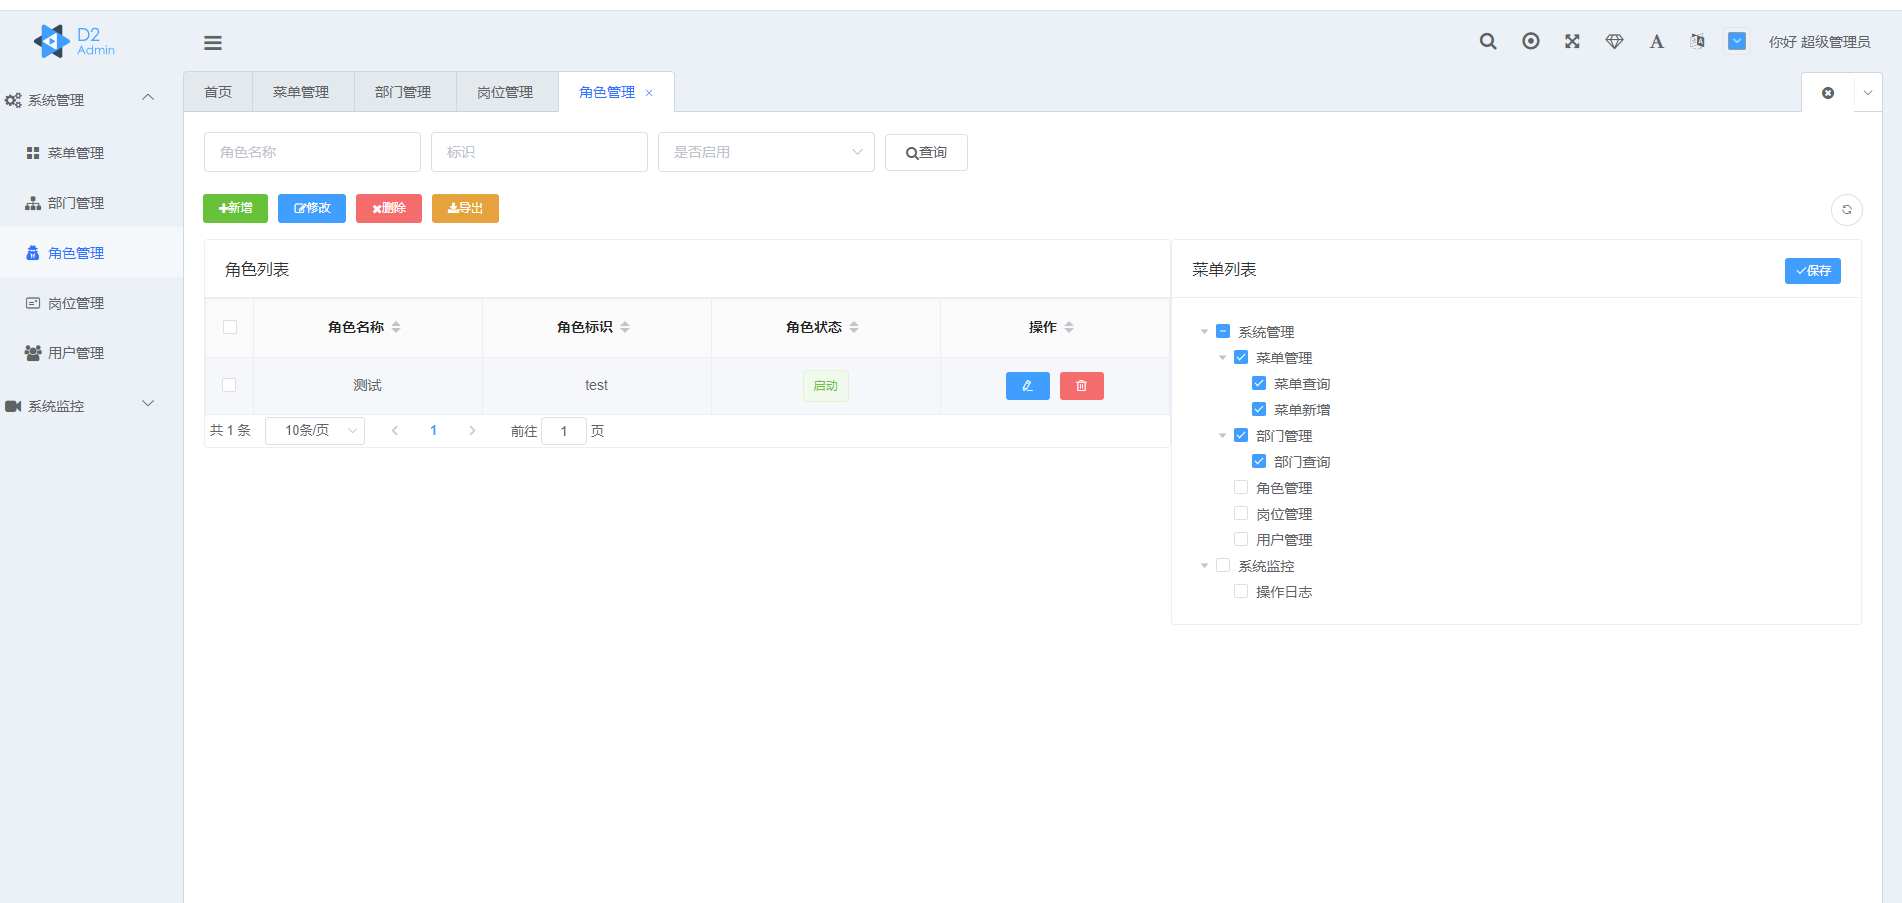 D2
Admin
你好 超级管理员
系统管理
菜单管理
部门管理
角色管理
岗位管理
用户管理
系统监控
首页
菜单管理
部门管理
岗位管理
角色管理
角色名称
标识
是否启用
查询
新增
修改
删除
导出
角色列表
角色名称
角色标识
角色状态
操作
测试
test
启动
共 1 条
10条/页
1
前往
1
页
菜单列表
保存
系统管理
菜单管理
菜单查询
菜单新增
部门管理
部门查询
角色管理
岗位管理
用户管理
系统监控
操作日志